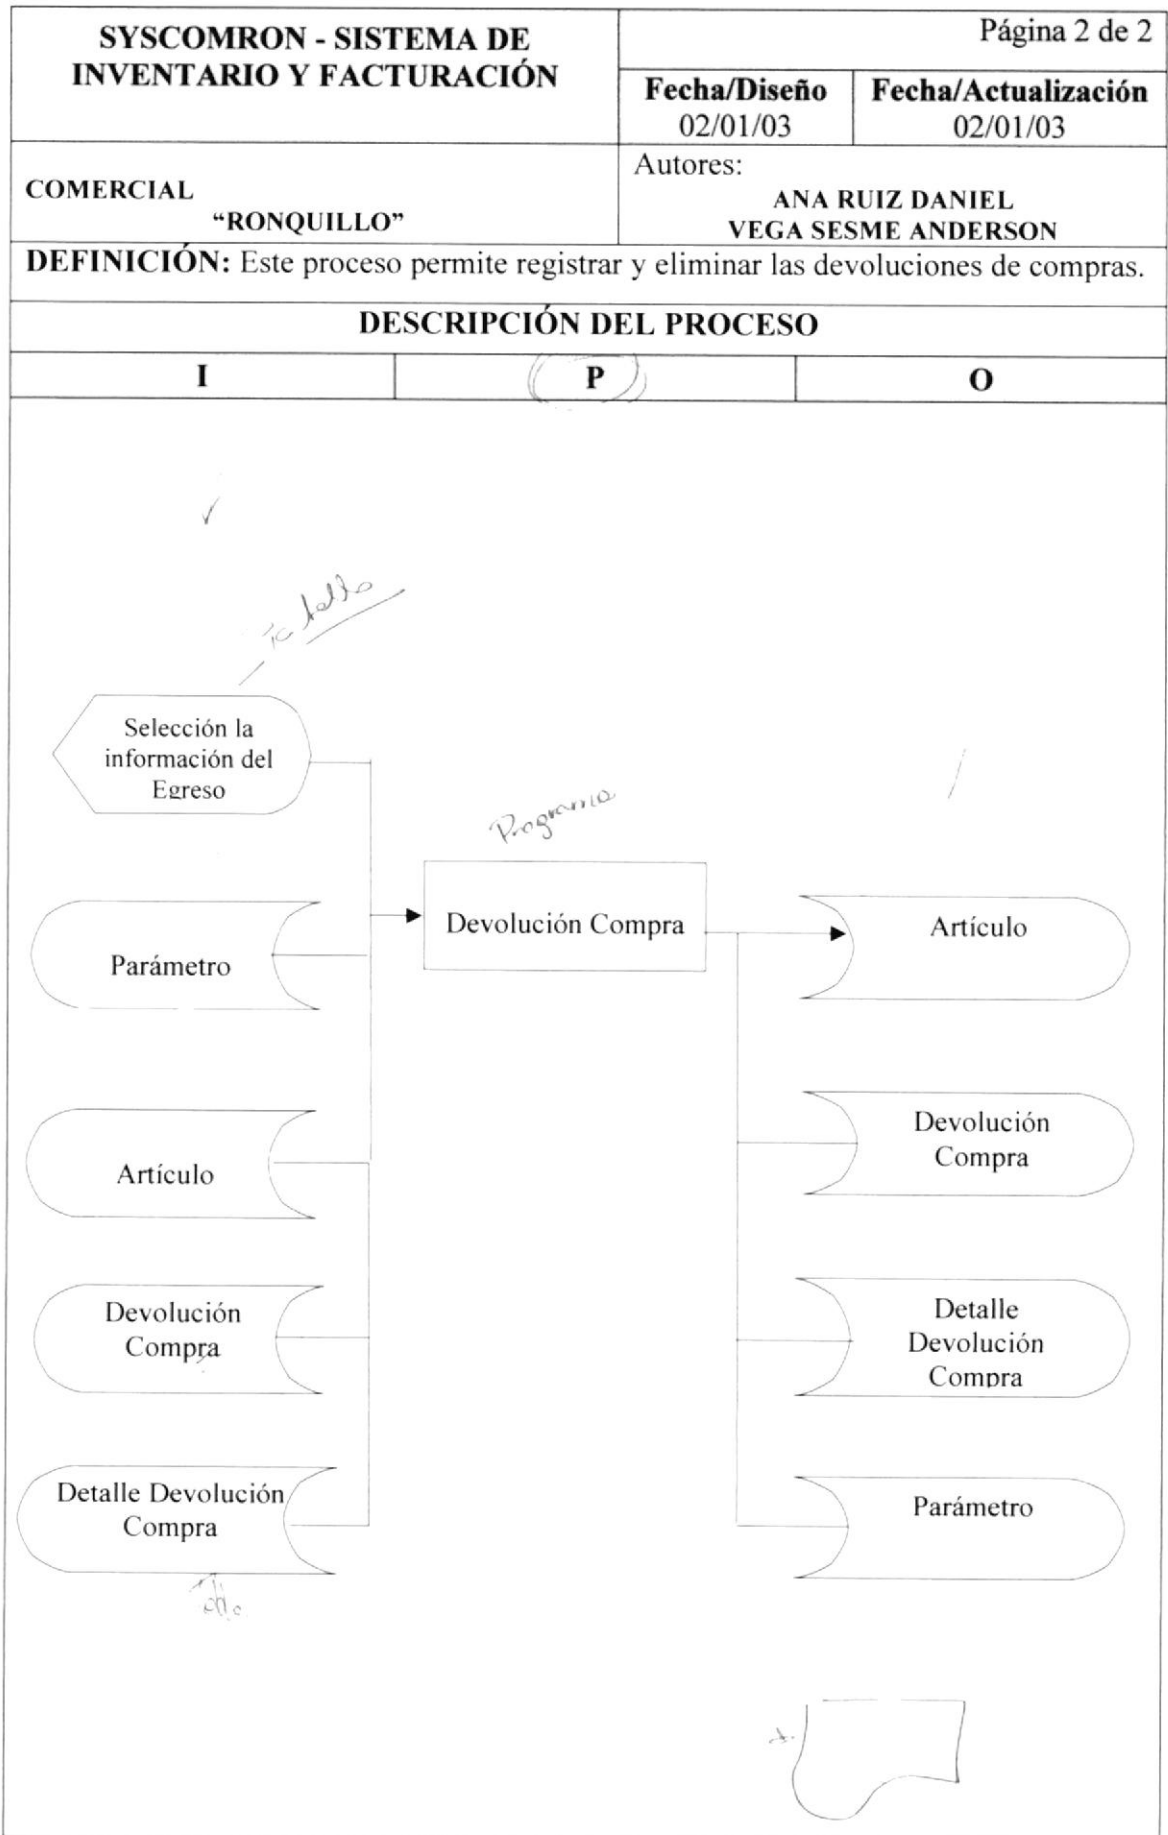 SYSCOMRON - SISTEMA DE
INVENTARIO Y FACTURACIÓN
Página 2 de 2
Fecha/Diseño
02/01/03
Fecha/Actualización
02/01/03
COMERCIAL
“RONQUILLO”
Autores:
ANA RUIZ DANIEL
VEGA SESME ANDERSON
DEFINICIÓN: Este proceso permite registrar y eliminar las devoluciones de compras.
DESCRIPCIÓN DEL PROCESO
I
P
O
Selección la
información del
Egreso
Parámetro
Artículo
Devolución
Compra
Detalle Devolución
Compra
Programa
Devolución Compra
Artículo
Devolución
Compra
Detalle
Devolución
Compra
Parámetro